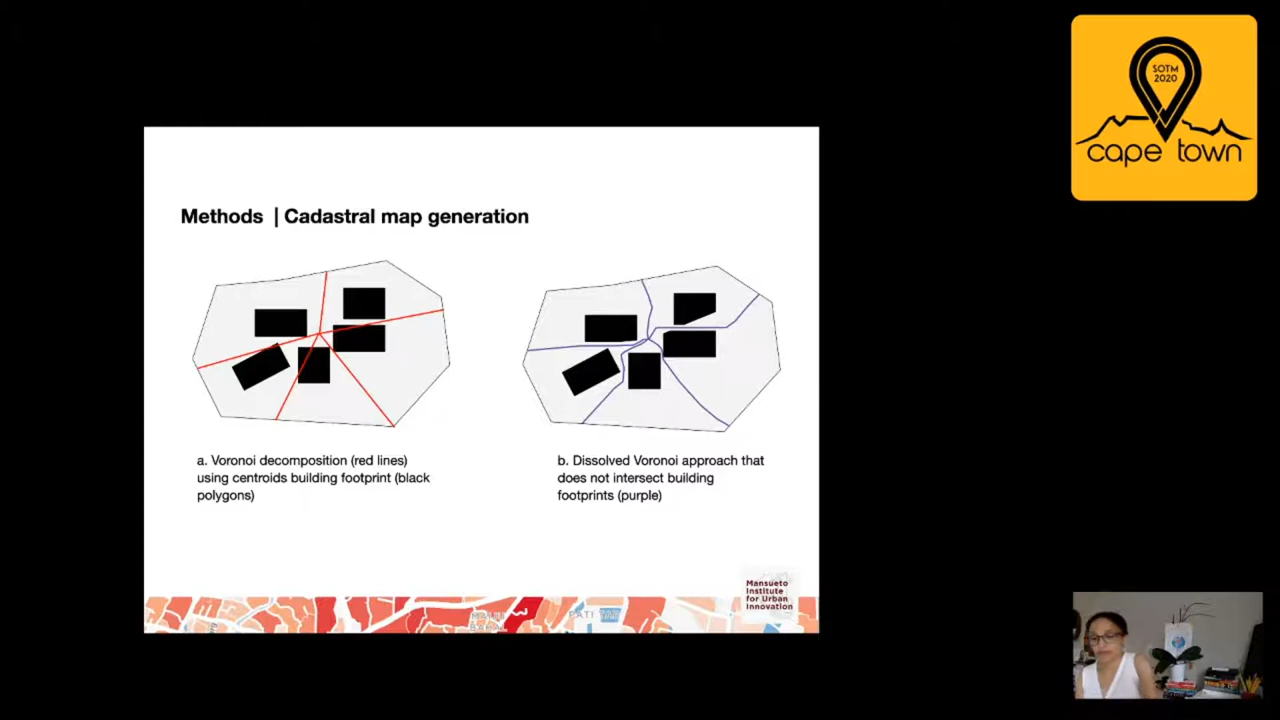 SOTM
2020
cape town
Methods | Cadastral map generation
a. Voronoi decomposition (red lines)
using centroids building footprint (black
polygons)
b. Dissolved Voronoi approach that
does not intersect building
footprints (purple)
Mansueto
Institute
for Urban
Innovation
PATI